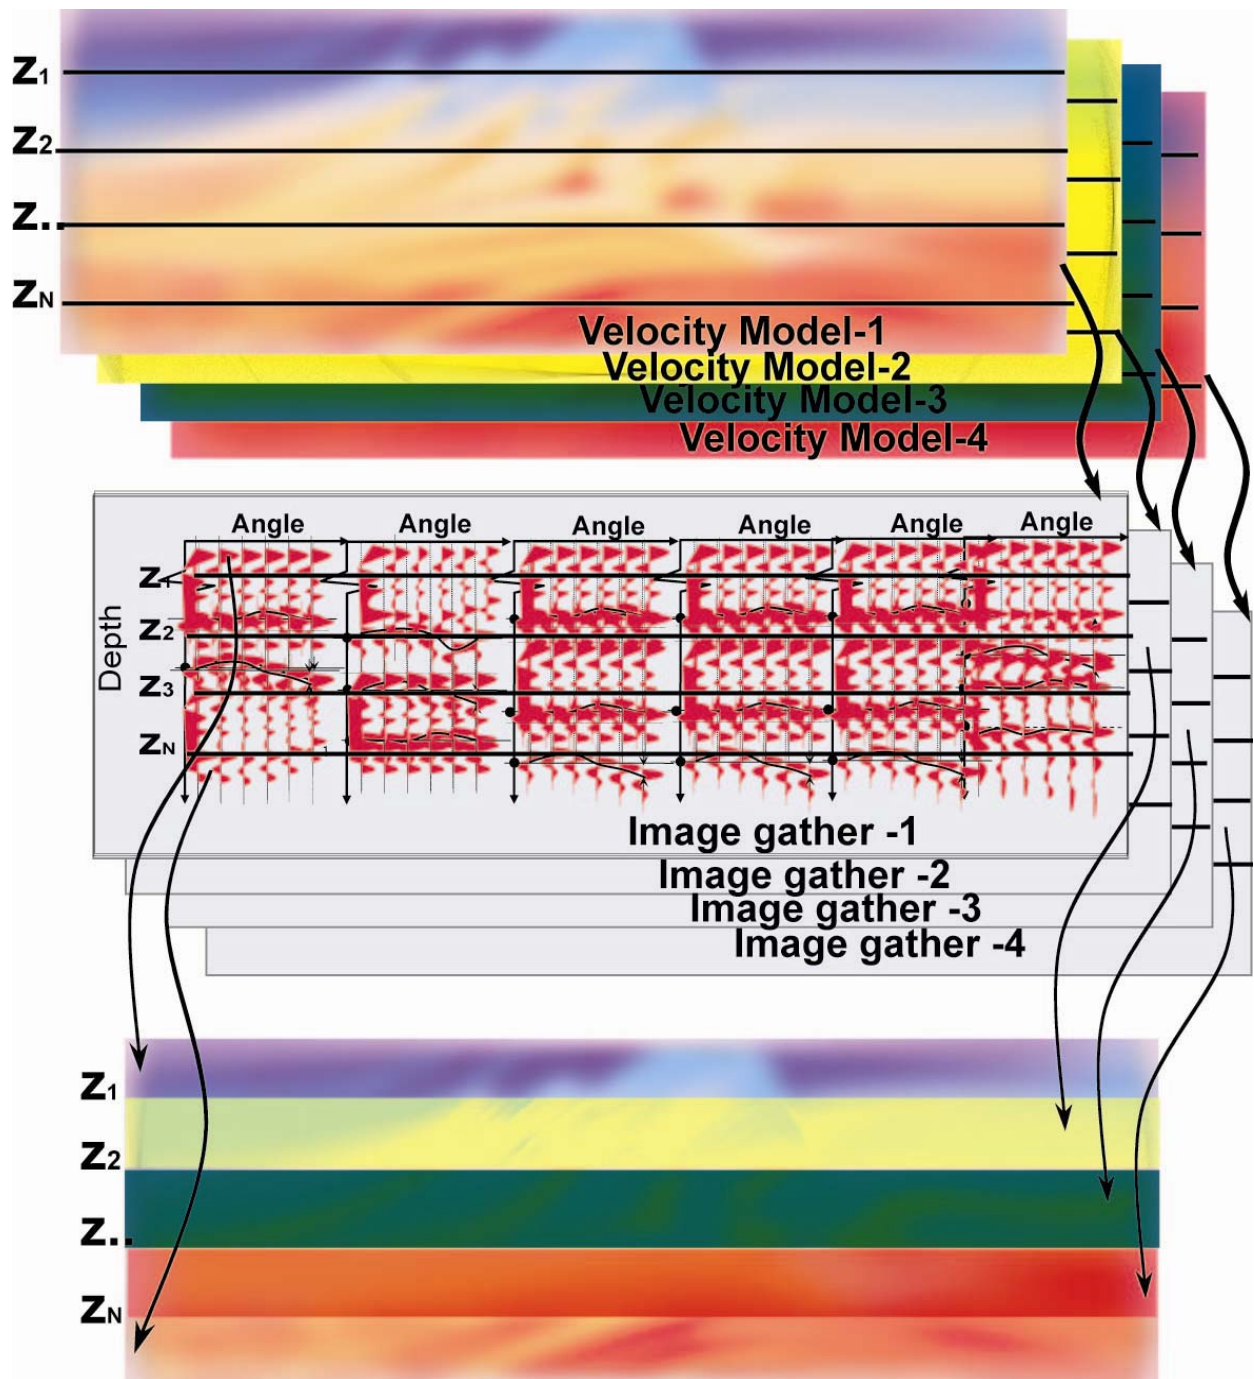 Z1
Z2
Z..
ZN
Velocity Model-1
Velocity Model-2
Velocity Model-3
Velocity Model-4
Angle Angle Angle Angle Angle Angle
Depth
Z1
Z2
Z3
ZN
Image gather -1
Image gather -2
Image gather -3
Image gather -4
Z1
Z2
Z..
ZN